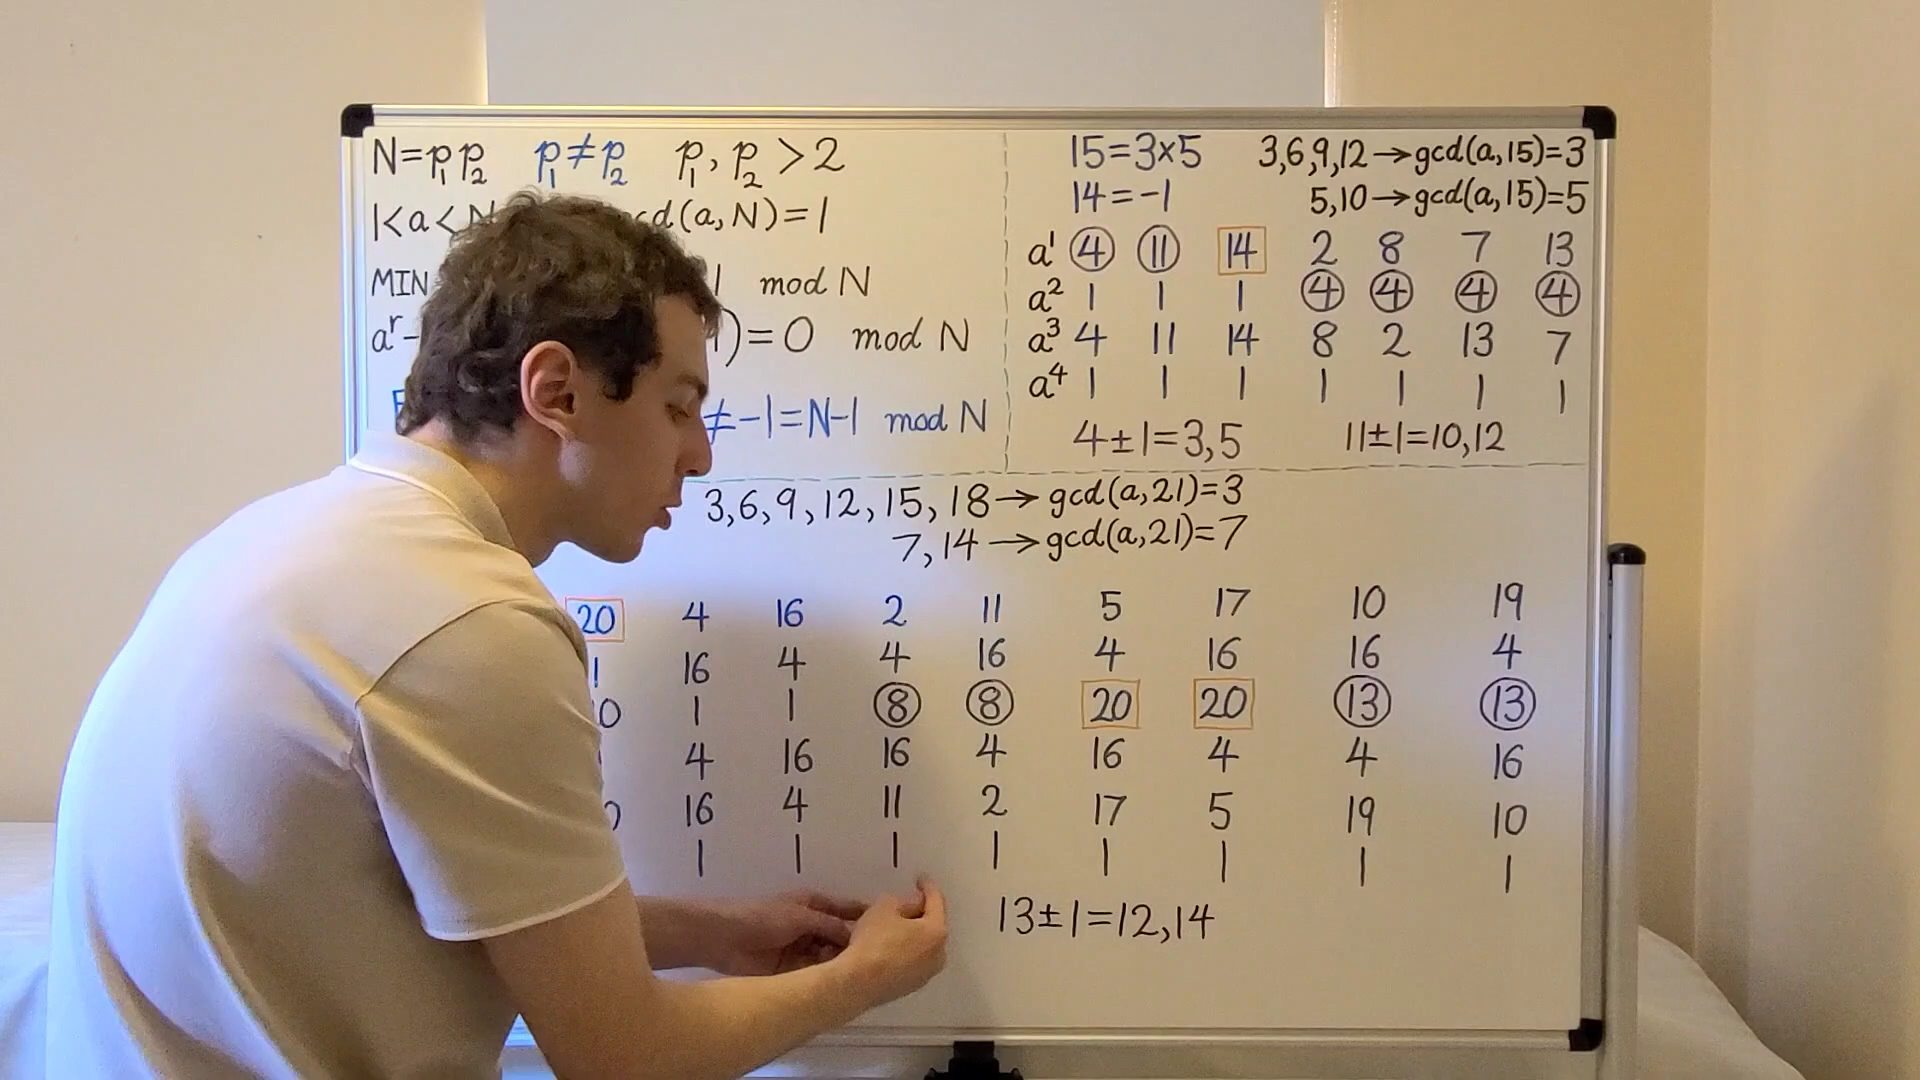 N=p₁p₂ p₁≠p₂ p₁, p₂ >2
1<a<N gcd(a,N)=1
MIN 1 mod N
aʳ- )=0 mod N
≠-1=N-1 mod N
15=3×5 3,6,9,12→gcd(a,15)=3
14=-1 5,10→gcd(a,15)=5
a¹ 4 11 14 2 8 7 13
a² 1 1 1 4 4 4 4
a³ 4 11 14 8 2 13 7
a⁴ 1 1 1 1 1 1 1
4±1=3,5 11±1=10,12
3,6,9,12,15,18→gcd(a,21)=3
7,14→gcd(a,21)=7
20 4 16 2 11 5 17 10 19
1 16 4 4 16 4 16 16 4
0 1 1 8 8 20 20 13 13
4 16 16 4 16 4 4 16
16 4 11 2 17 5 19 10
1 1 1 1 1 1 1 1
13±1=12,14